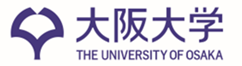 大阪大学
THE UNIVERSITY OF OSAKA